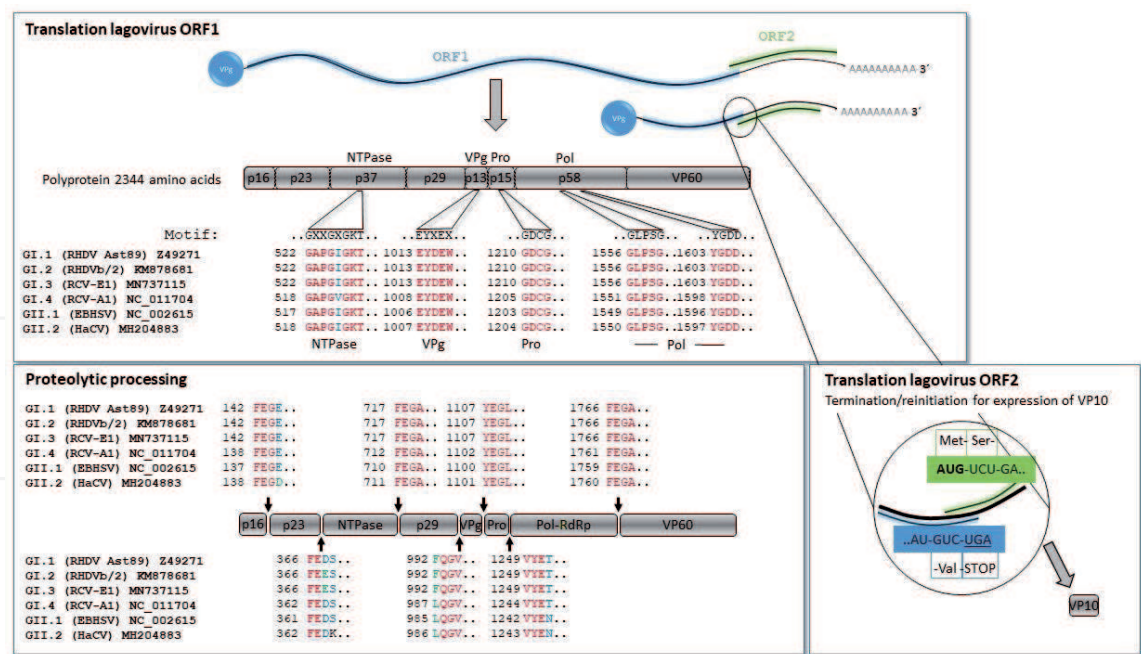 Translation lagovirus ORF1
ORF2
ORF1
VPg
AAAAAAAAAA 3´
VPg
AAAAAAAAAA 3´
NTPase VPg Pro Pol
Polyprotein 2344 amino acids p16 p23 p37 p29 p13 p15 p58 VP60
Motif: ..GXXGXGKT.. ..EYXEX.. ..GDCG.. ..GLPSG.. ..YGDD..
GI.1 (RHDV Ast89) Z49271 522 GAPGIGKT.. 1013 EYDEW.. 1210 GDCG.. 1556 GLPSG..1603 YGDD..
GI.2 (RHDVb/2) KM878681 522 GAPGIGKT.. 1013 EYDEW.. 1210 GDCG.. 1556 GLPSG..1603 YGDD..
GI.3 (RCV-E1) MN737115 522 GAPGIGKT.. 1013 EYDEW.. 1210 GDCG.. 1556 GLPSG..1603 YGDD..
GI.4 (RCV-A1) NC_011704 518 GAPGVGKT.. 1008 EYDEW.. 1205 GDCG.. 1551 GLPSG..1598 YGDD..
GII.1 (EBHSV) NC_002615 517 GAPGIGKT.. 1006 EYDEW.. 1203 GDCG.. 1549 GLPSG..1596 YGDD..
GII.2 (HaCV) MH204883 518 GAPGIGKT.. 1007 EYDEW.. 1204 GDCG.. 1550 GLPSG..1597 YGDD..
NTPase VPg Pro Pol
Proteolytic processing
GI.1 (RHDV Ast89) Z49271 142 FEGE.. 717 FEGA.. 1107 YEGL.. 1766 FEGA..
GI.2 (RHDVb/2) KM878681 142 FEGE.. 717 FEGA.. 1107 YEGL.. 1766 FEGA..
GI.3 (RCV-E1) MN737115 142 FEGE.. 717 FEGA.. 1107 YEGL.. 1766 FEGA..
GI.4 (RCV-A1) NC_011704 138 FEGE.. 712 FEGA.. 1102 YEGL.. 1761 FEGA..
GII.1 (EBHSV) NC_002615 137 FEGE.. 710 FEGA.. 1100 YEGL.. 1759 FEGA..
GII.2 (HaCV) MH204883 138 FEGD.. 711 FEGA.. 1101 YEGL.. 1760 FEGA..
p16 p23 NTPase p29 VPg Pro Pol-RdRp VP60
GI.1 (RHDV Ast89) Z49271 366 FEDS.. 992 FQGV.. 1249 VYET..
GI.2 (RHDVb/2) KM878681 366 FEES.. 992 FQGV.. 1249 VYET..
GI.3 (RCV-E1) MN737115 366 FEES.. 992 FQGV.. 1249 VYET..
GI.4 (RCV-A1) NC_011704 362 FEDS.. 987 LQGV.. 1244 VYET..
GII.1 (EBHSV) NC_002615 361 FEDS.. 985 LQGV.. 1242 VYEN..
GII.2 (HaCV) MH204883 362 FEDK.. 986 LQGV.. 1243 VYEN..
Translation lagovirus ORF2
Termination/reinitiation for expression of VP10
Met- Ser-
AUG-UCU-GA..
..AU-GUC-UGA
-Val -STOP
VP10